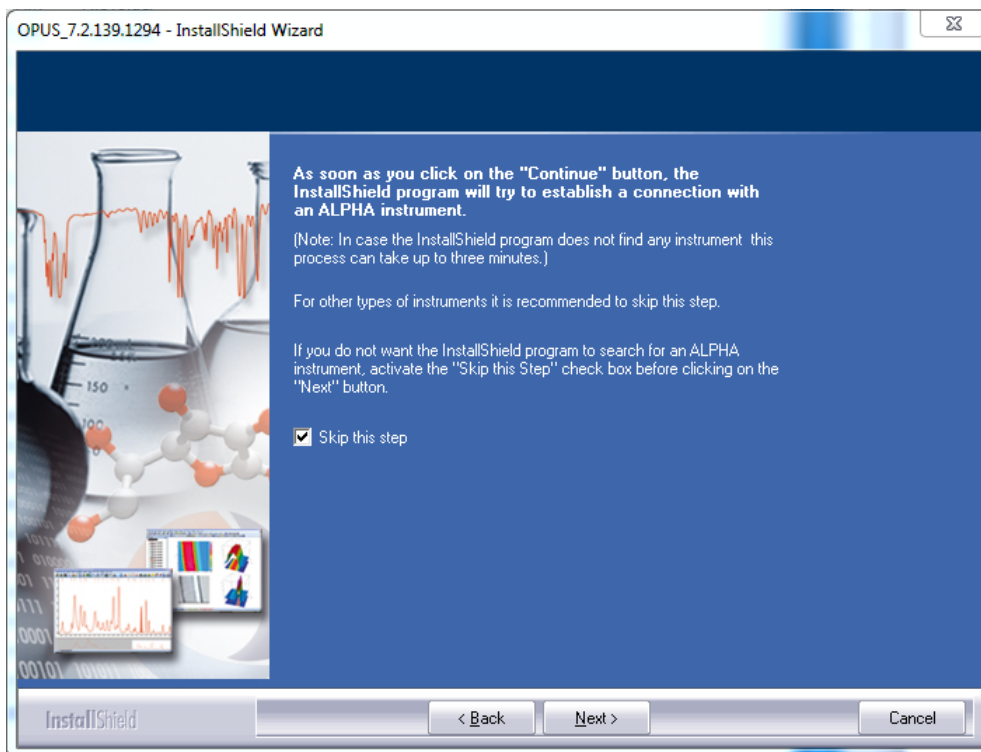 OPUS_7.2.139.1294 - InstallShield Wizard
As soon as you click on the "Continue" button, the
InstallShield program will try to establish a connection with
an ALPHA instrument.
(Note: In case the InstallShield program does not find any instrument this
process can take up to three minutes.)
For other types of instruments it is recommended to skip this step.
If you do not want the InstallShield program to search for an ALPHA
instrument, activate the "Skip this Step" check box before clicking on the
"Next" button.
Skip this step
150
100
InstallShield
< Back
Next >
Cancel